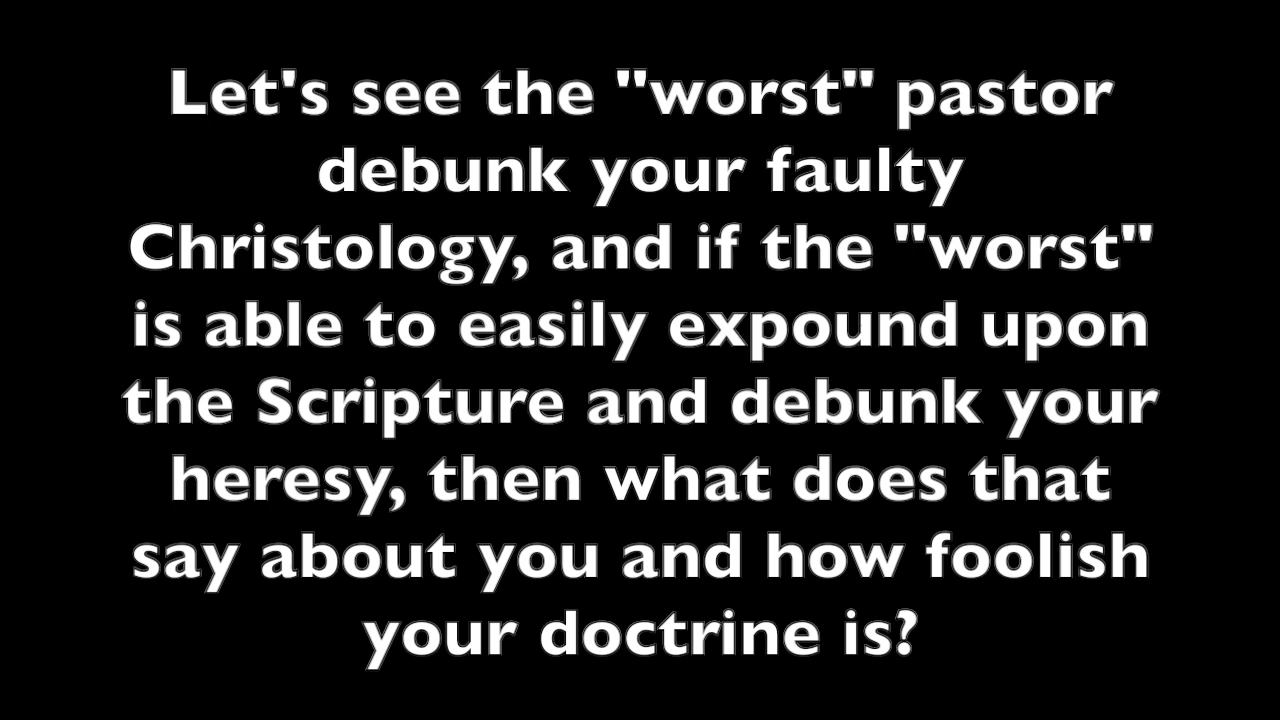 Let's see the "worst" pastor
debunk your faulty
Christology, and if the "worst"
is able to easily expound upon
the Scripture and debunk your
heresy, then what does that
say about you and how foolish
your doctrine is?